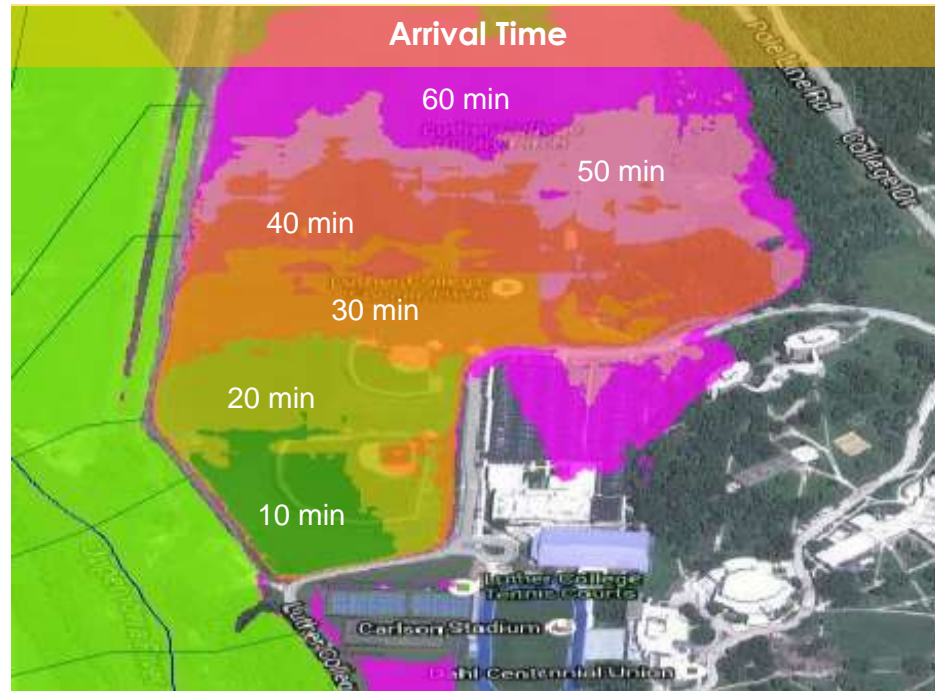 Arrival Time
Pole Line Rd
College Dr
60 min
50 min
40 min
30 min
20 min
10 min
Luther College
Tennis Courts
Carlson Stadium
Dahl Centennial Union